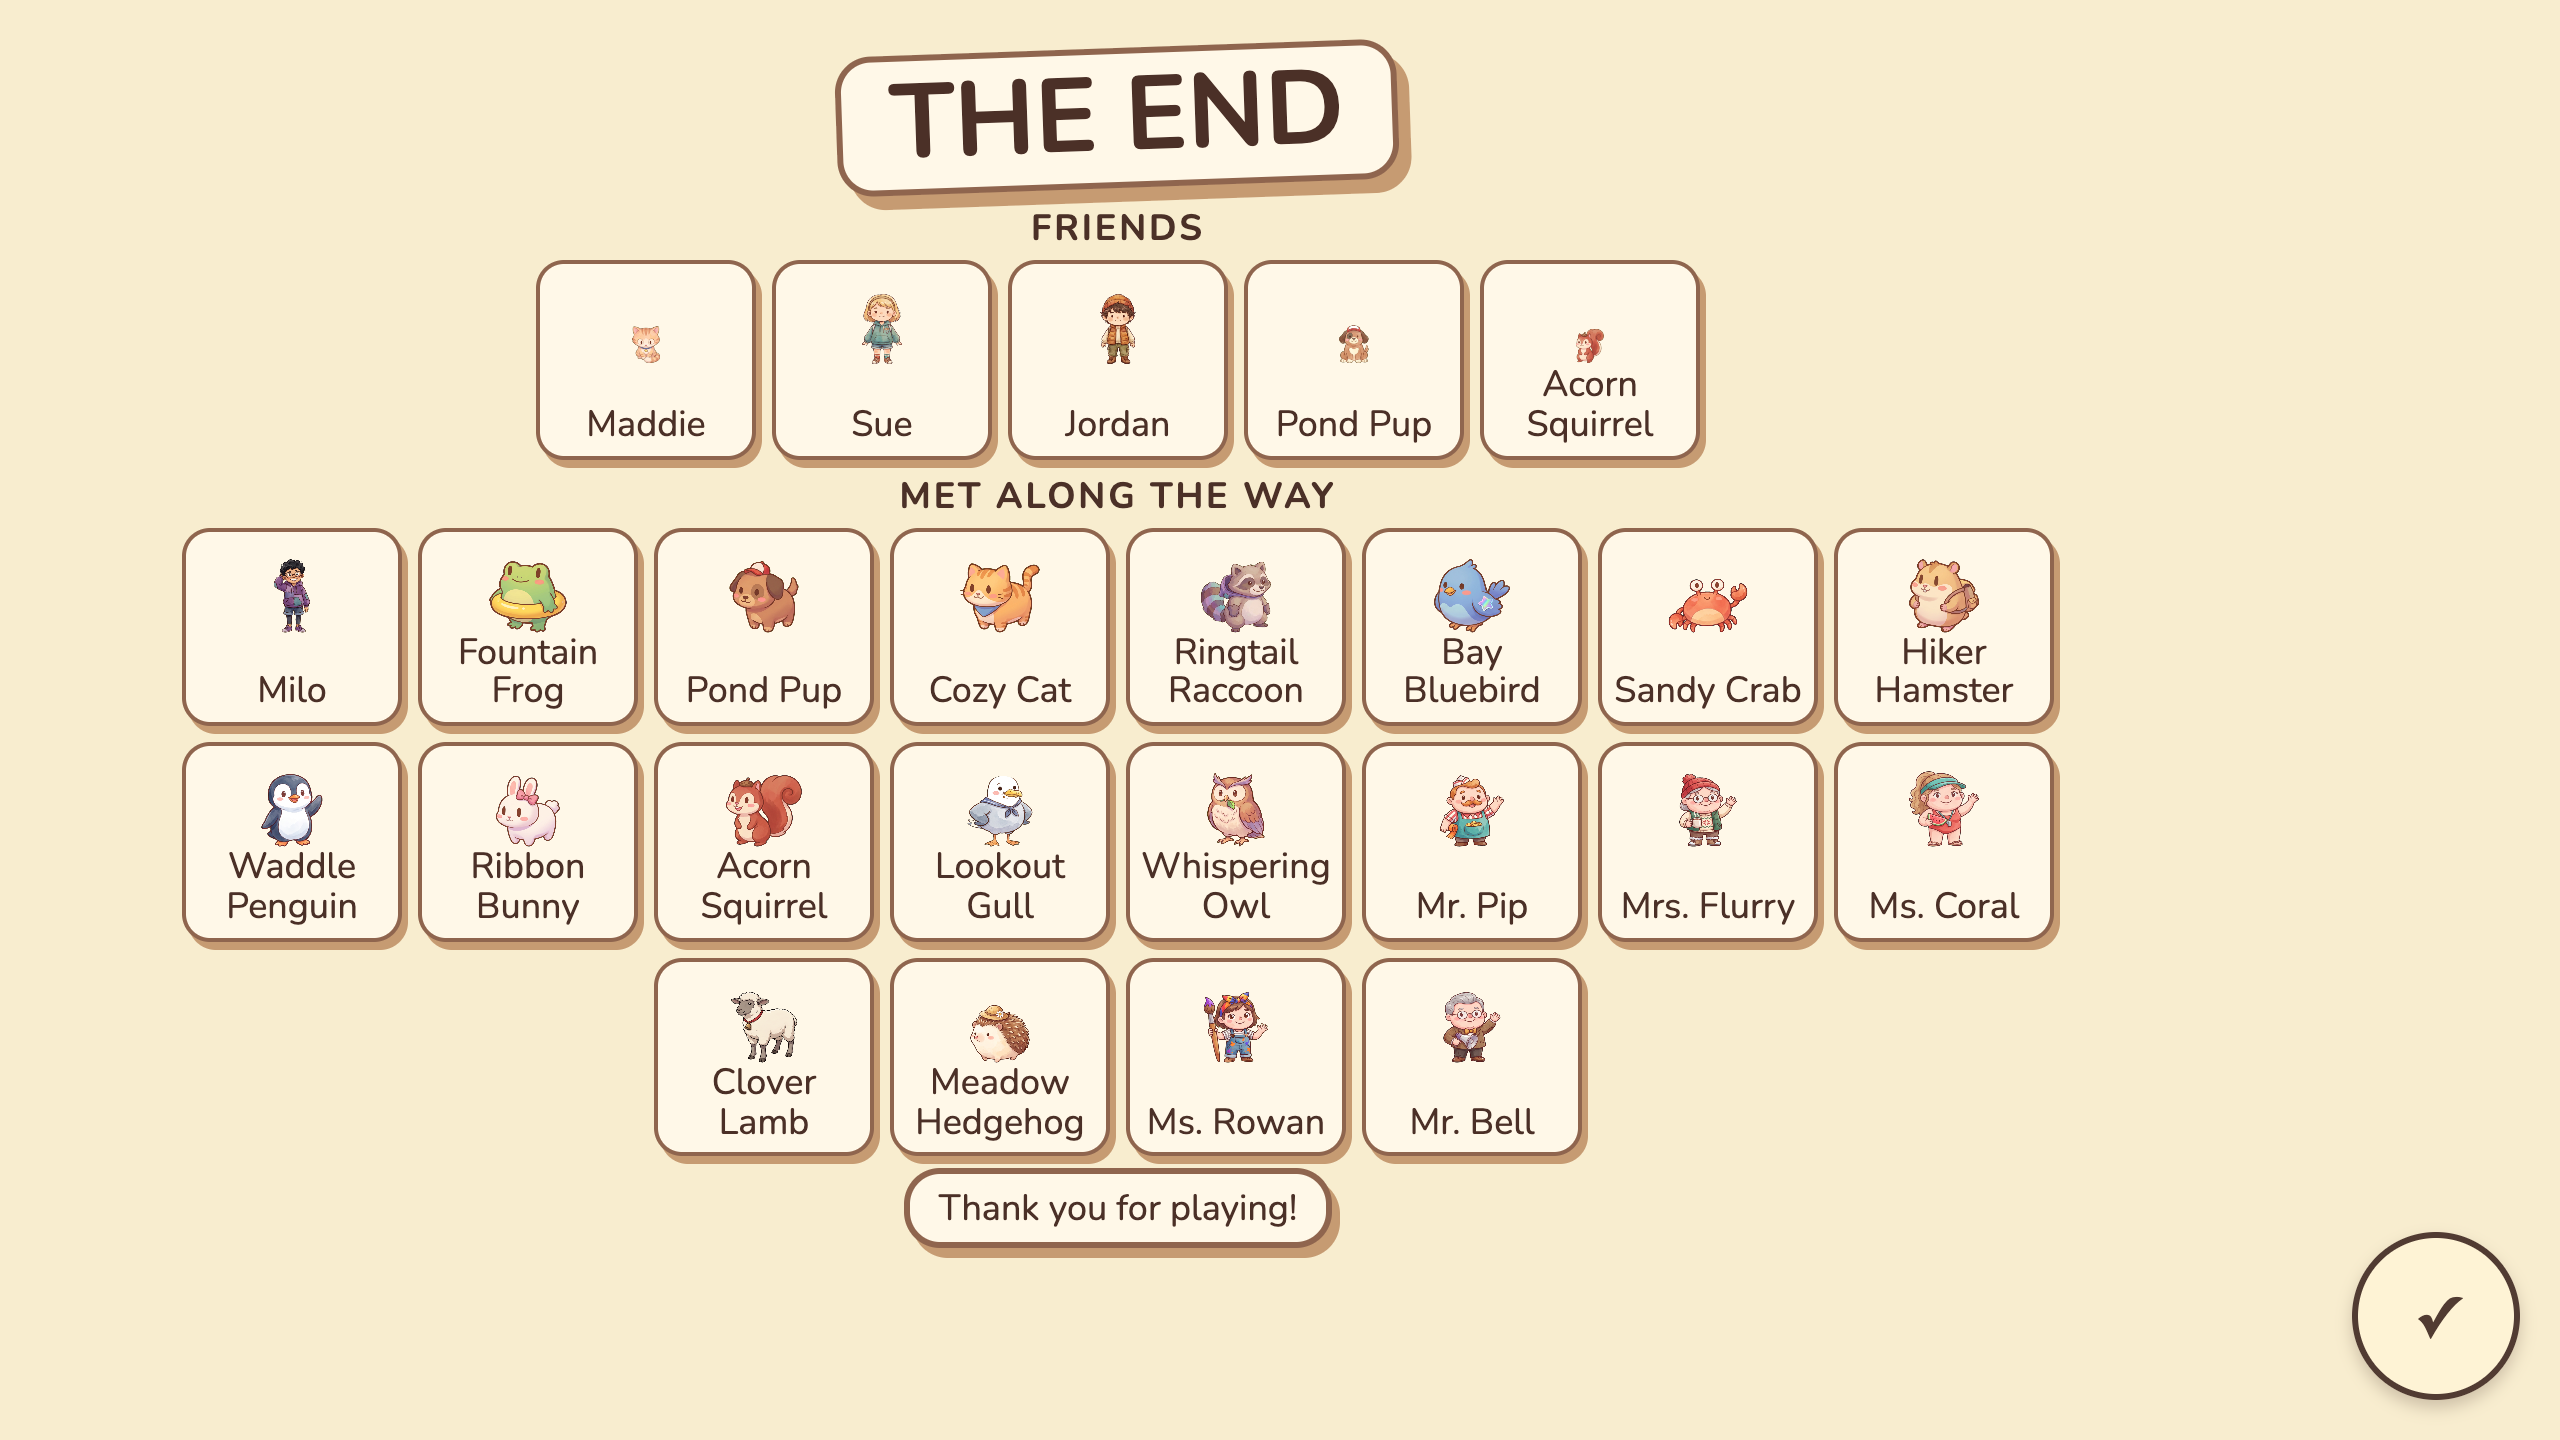 THE END
FRIENDS
Maddie
Sue
Jordan
Pond Pup
Acorn
Squirrel
MET ALONG THE WAY
Milo
Fountain
Frog
Pond Pup
Cozy Cat
Ringtail
Raccoon
Bay
Bluebird
Sandy Crab
Hiker
Hamster
Waddle
Penguin
Ribbon
Bunny
Acorn
Squirrel
Lookout
Gull
Whispering
Owl
Mr. Pip
Mrs. Flurry
Ms. Coral
Clover
Lamb
Meadow
Hedgehog
Ms. Rowan
Mr. Bell
Thank you for playing!